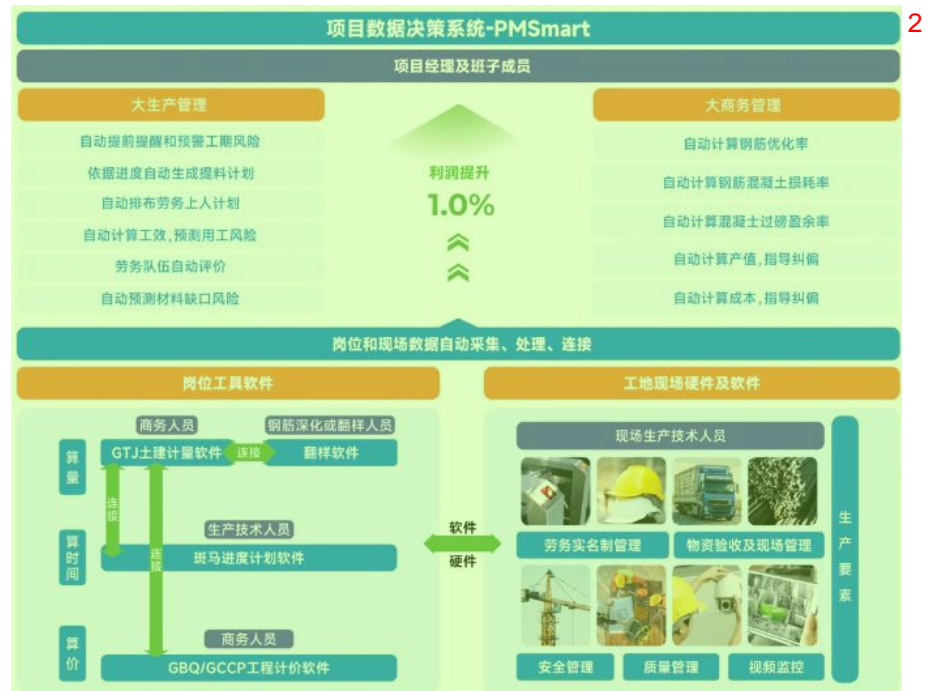 项目数据决策系统-PMSmart
2
项目经理及班子成员
大生产管理
自动提前提醒和预警工期风险
依据进度自动生成提料计划
自动排布劳务上人计划
自动计算工效,预测用工风险
劳务队伍自动评价
自动预测材料缺口风险
利润提升
1.0%
大商务管理
自动计算钢筋优化率
自动计算钢筋混凝土损耗率
自动计算混凝土过磅盈余率
自动计算产值,指导纠偏
自动计算成本,指导纠偏
岗位和现场数据自动采集、处理、连接
岗位工具软件
商务人员
钢筋深化或翻样人员
算量
GTJ土建计量软件
连接
翻样软件
连接
生产技术人员
算时间
斑马进度计划软件
连接
商务人员
算价
GBQ/GCCP工程计价软件
软件
硬件
工地现场硬件及软件
现场生产技术人员
劳务实名制管理
物资验收及现场管理
安全管理
质量管理
视频监控
生产要素